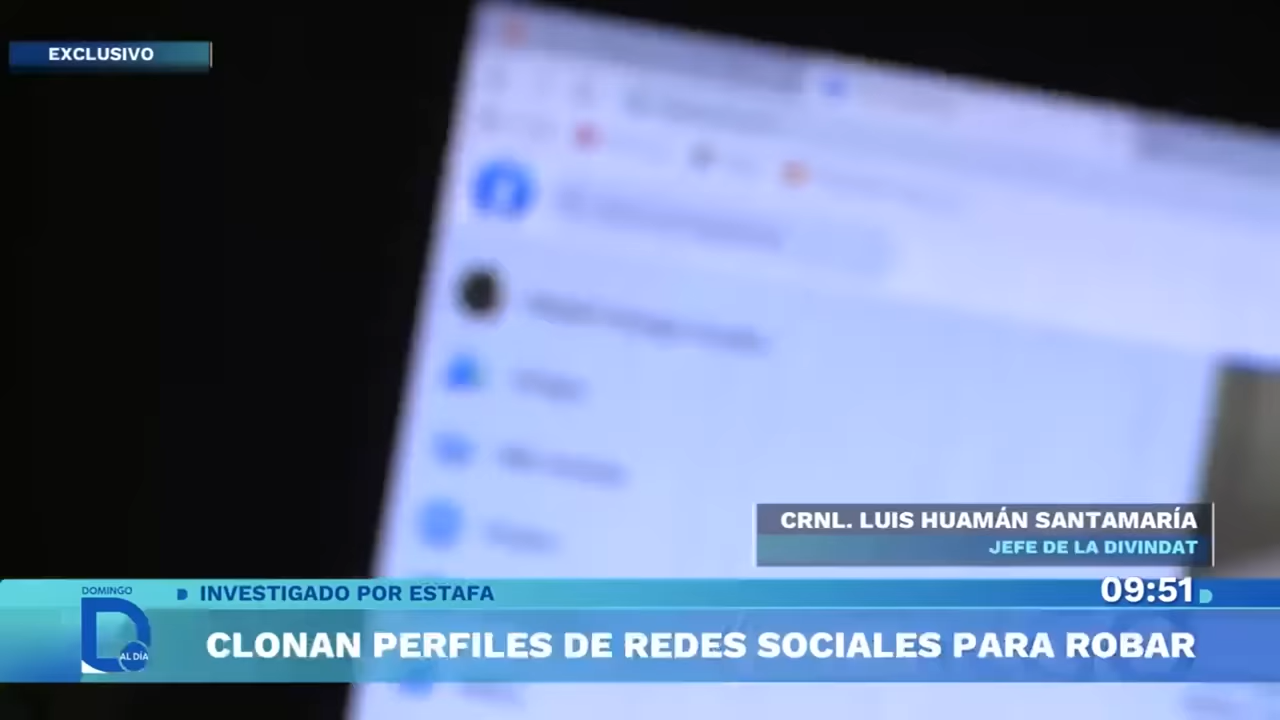 EXCLUSIVO
CRNL. LUIS HUAMÁN SANTAMARÍA
JEFE DE LA DIVINDAT
DOMINGO
D
AL DÍA
INVESTIGADO POR ESTAFA
09:51
CLONAN PERFILES DE REDES SOCIALES PARA ROBAR